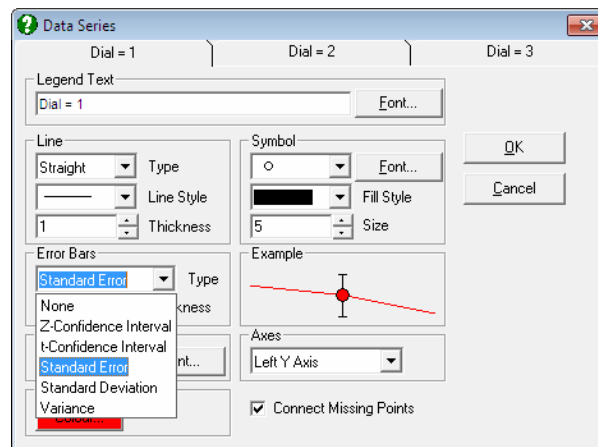 Data Series
Dial = 1
Dial = 2
Dial = 3
Legend Text
Dial = 1
Font...
Line
Straight
Type
Line Style
1
Thickness
Symbol
Font...
Fill Style
5
Size
OK
Cancel
Error Bars
Standard Error
Type
None
Z-Confidence Interval
t-Confidence Interval
Standard Error
Standard Deviation
Variance
Example
Axes
Left Y Axis
Connect Missing Points